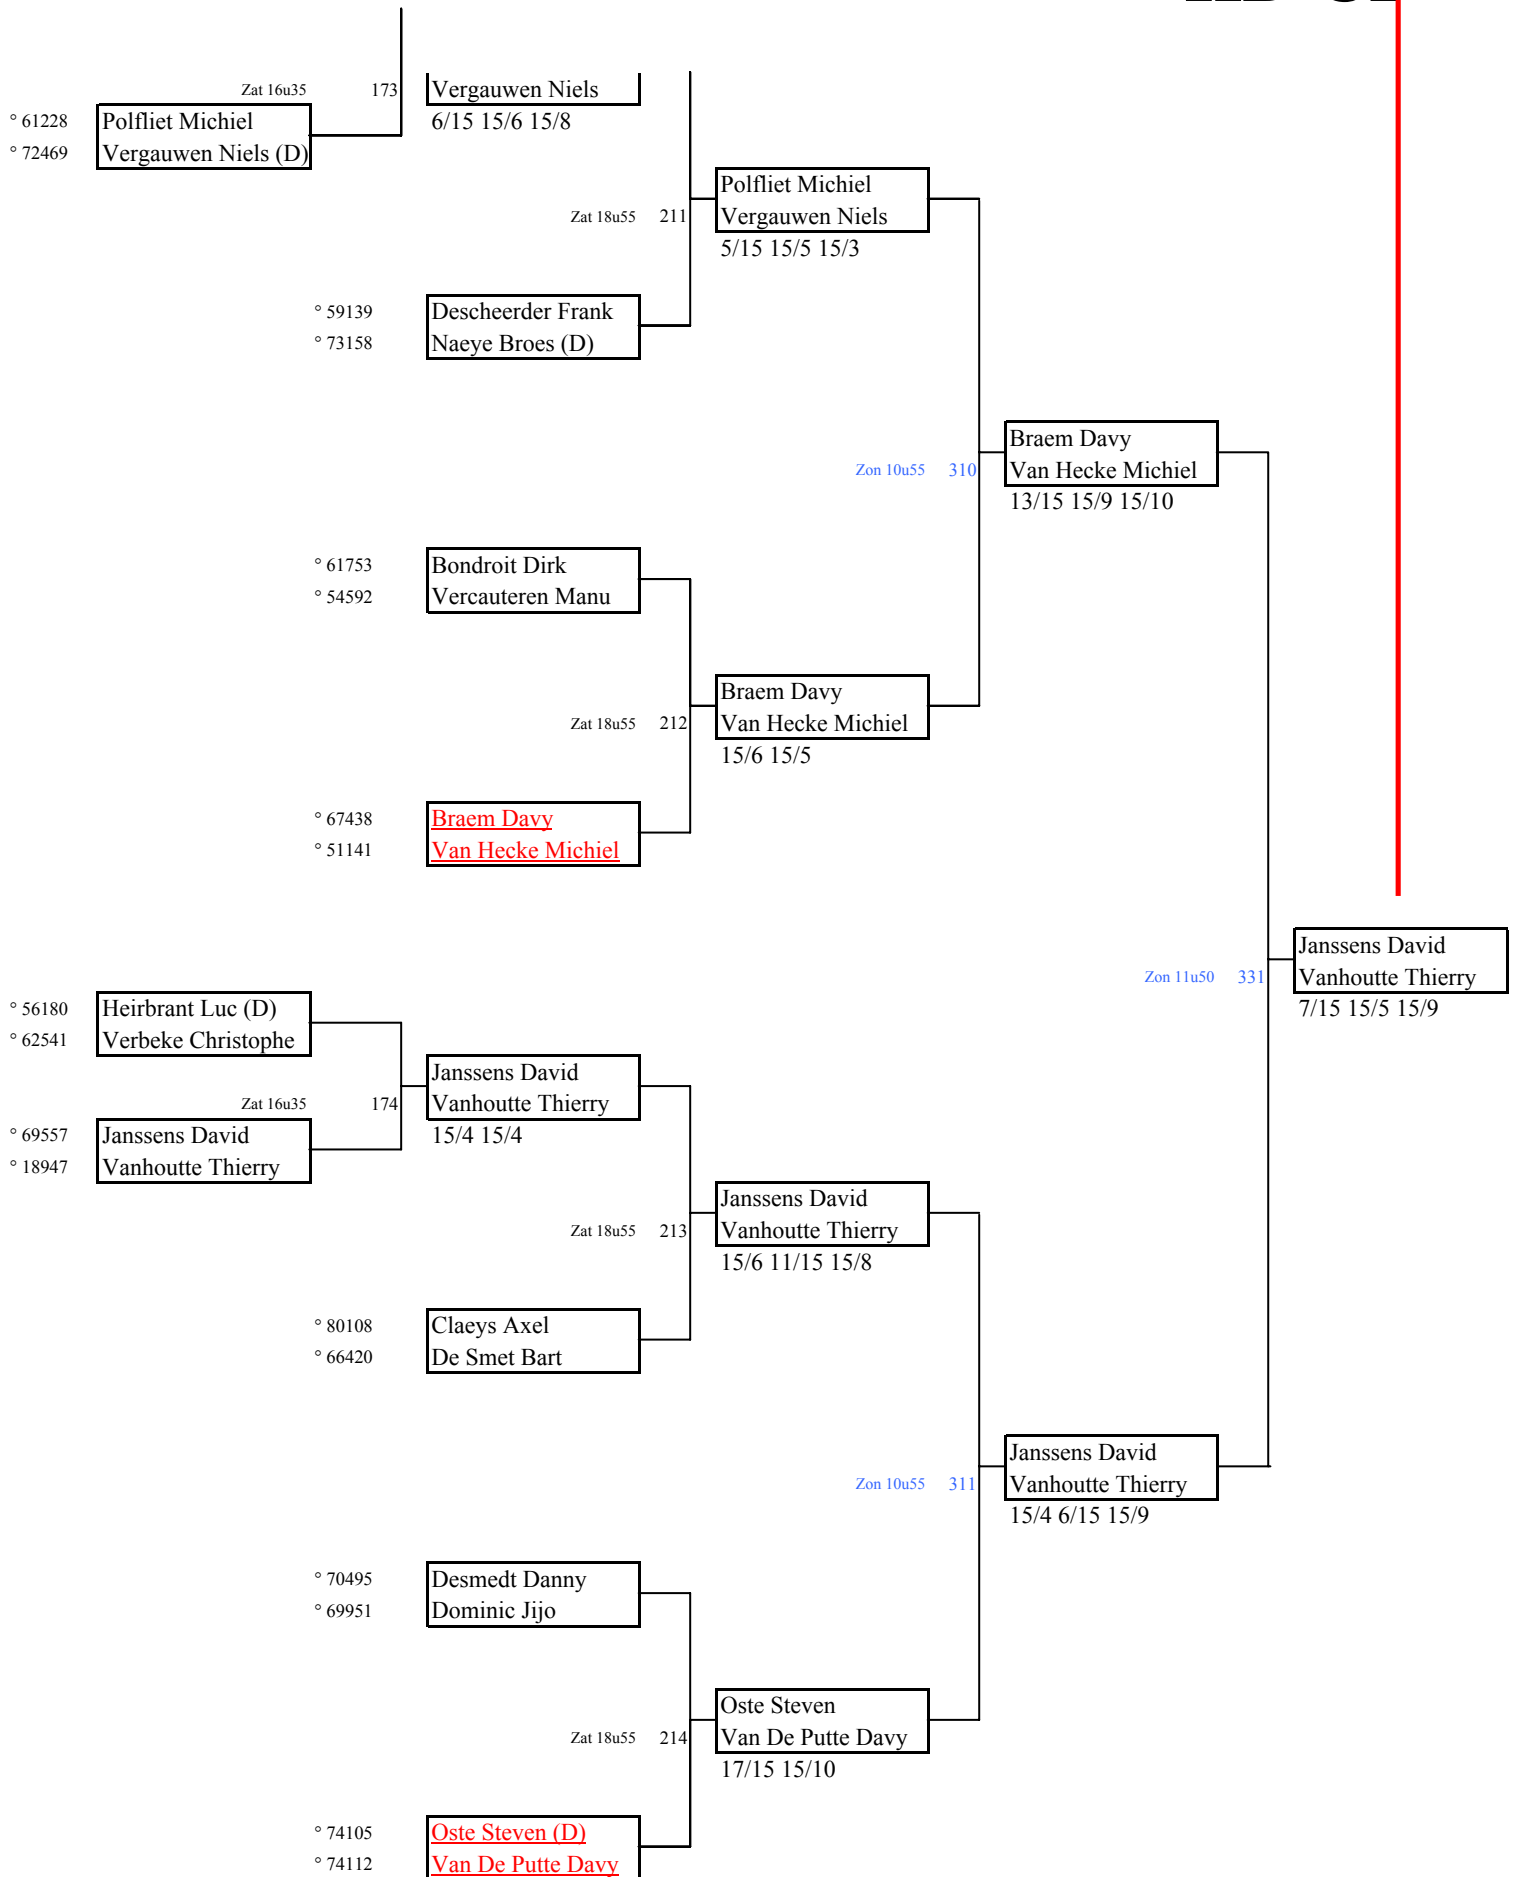 Zat 16u35 173
Vergauwen Niels
6/15 15/6 15/8
° 61228 Polfliet Michiel
° 72469 Vergauwen Niels (D)
Polfliet Michiel
Zat 18u55 211 Vergauwen Niels
5/15 15/5 15/3
° 59139 Descheerder Frank
° 73158 Naeye Broes (D)
Braem Davy
Zon 10u55 310 Van Hecke Michiel
13/15 15/9 15/10
° 61753 Bondroit Dirk
° 54592 Vercauteren Manu
Braem Davy
Zat 18u55 212 Van Hecke Michiel
15/6 15/5
° 67438 Braem Davy
° 51141 Van Hecke Michiel
Janssens David
Zon 11u50 331 Vanhoutte Thierry
7/15 15/5 15/9
° 56180 Heirbrant Luc (D)
° 62541 Verbeke Christophe
Janssens David
Zat 16u35 174 Vanhoutte Thierry
15/4 15/4
° 69557 Janssens David
° 18947 Vanhoutte Thierry
Janssens David
Zat 18u55 213 Vanhoutte Thierry
15/6 11/15 15/8
° 80108 Claeys Axel
° 66420 De Smet Bart
Janssens David
Zon 10u55 311 Vanhoutte Thierry
15/4 6/15 15/9
° 70495 Desmedt Danny
° 69951 Dominic Jijo
Oste Steven
Zat 18u55 214 Van De Putte Davy
17/15 15/10
° 74105 Oste Steven (D)
° 74112 Van De Putte Davy